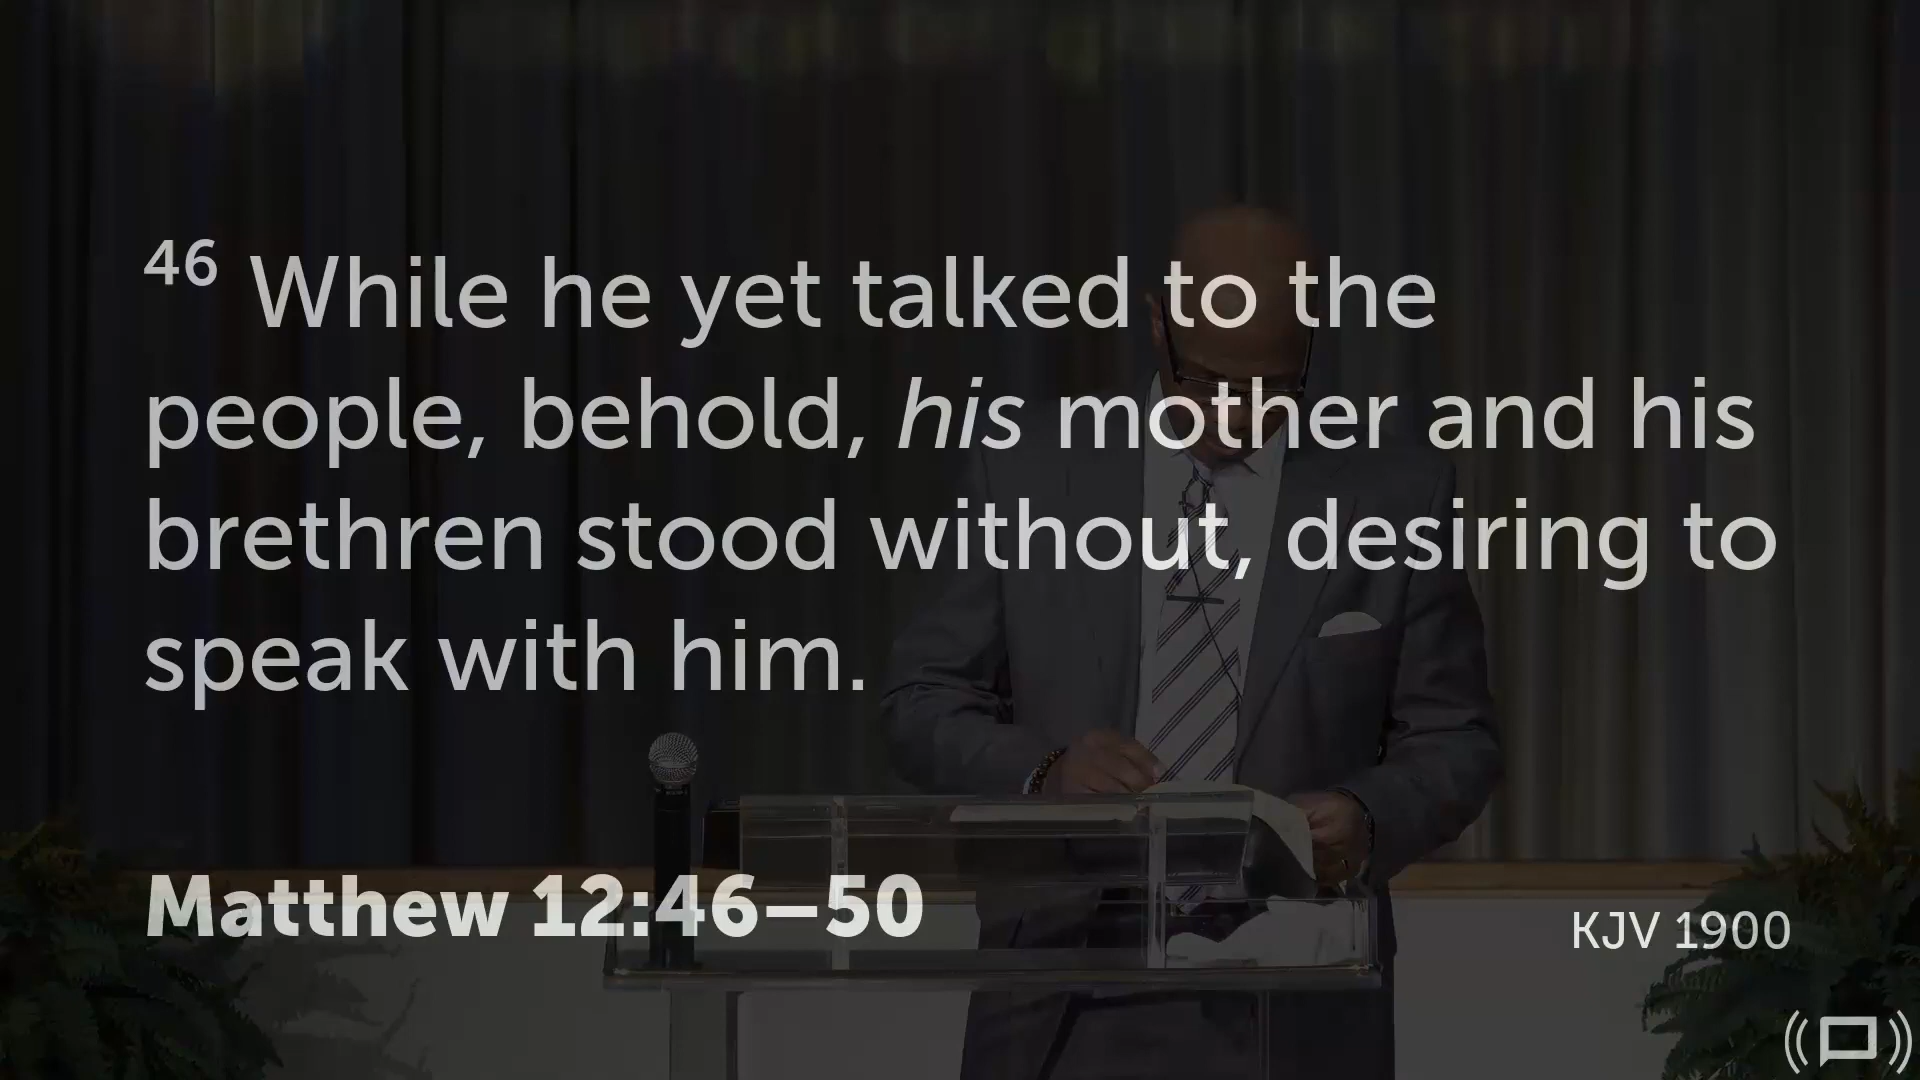 46 While he yet talked to the
people, behold, his mother and his
brethren stood without, desiring to
speak with him.
Matthew 12:46–50
KJV 1900